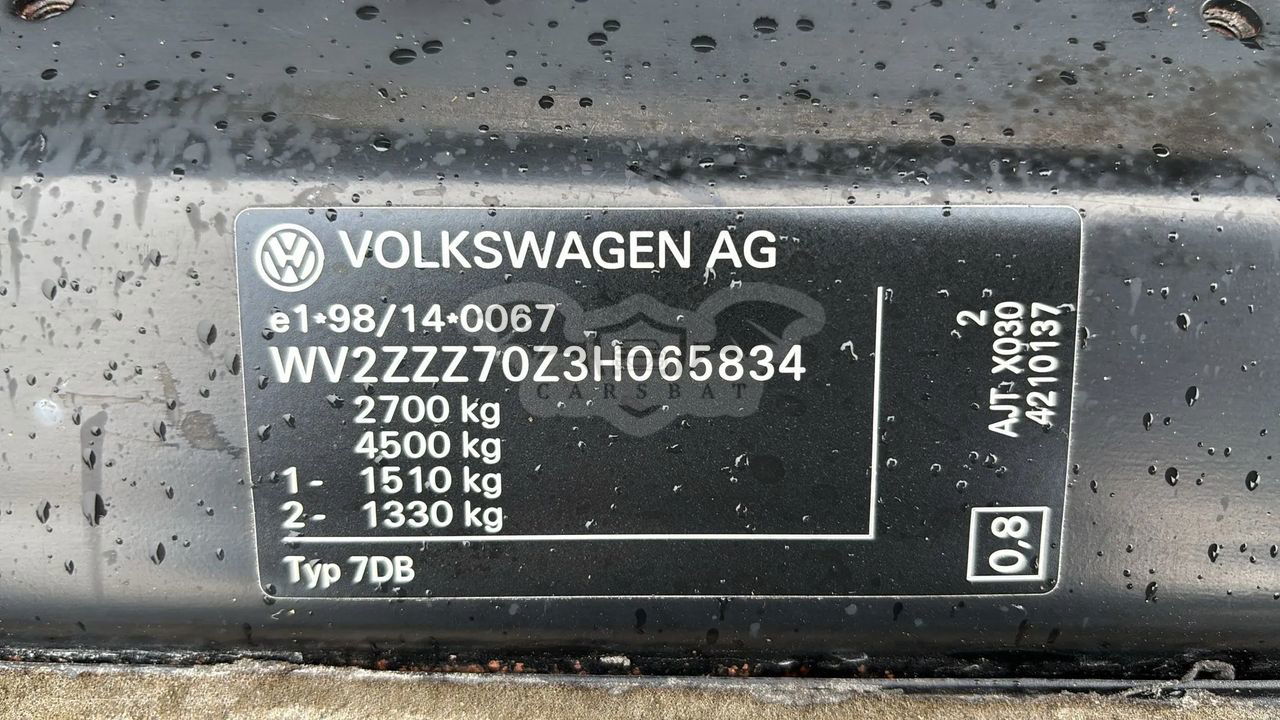 VOLKSWAGEN AG
e1*98/14*0067
WV2ZZZ70Z3H065834
2700 kg
4500 kg
1- 1510 kg
2- 1330 kg
Typ 7DB
2
AJT X030
4210137
0,8
CARSBAT